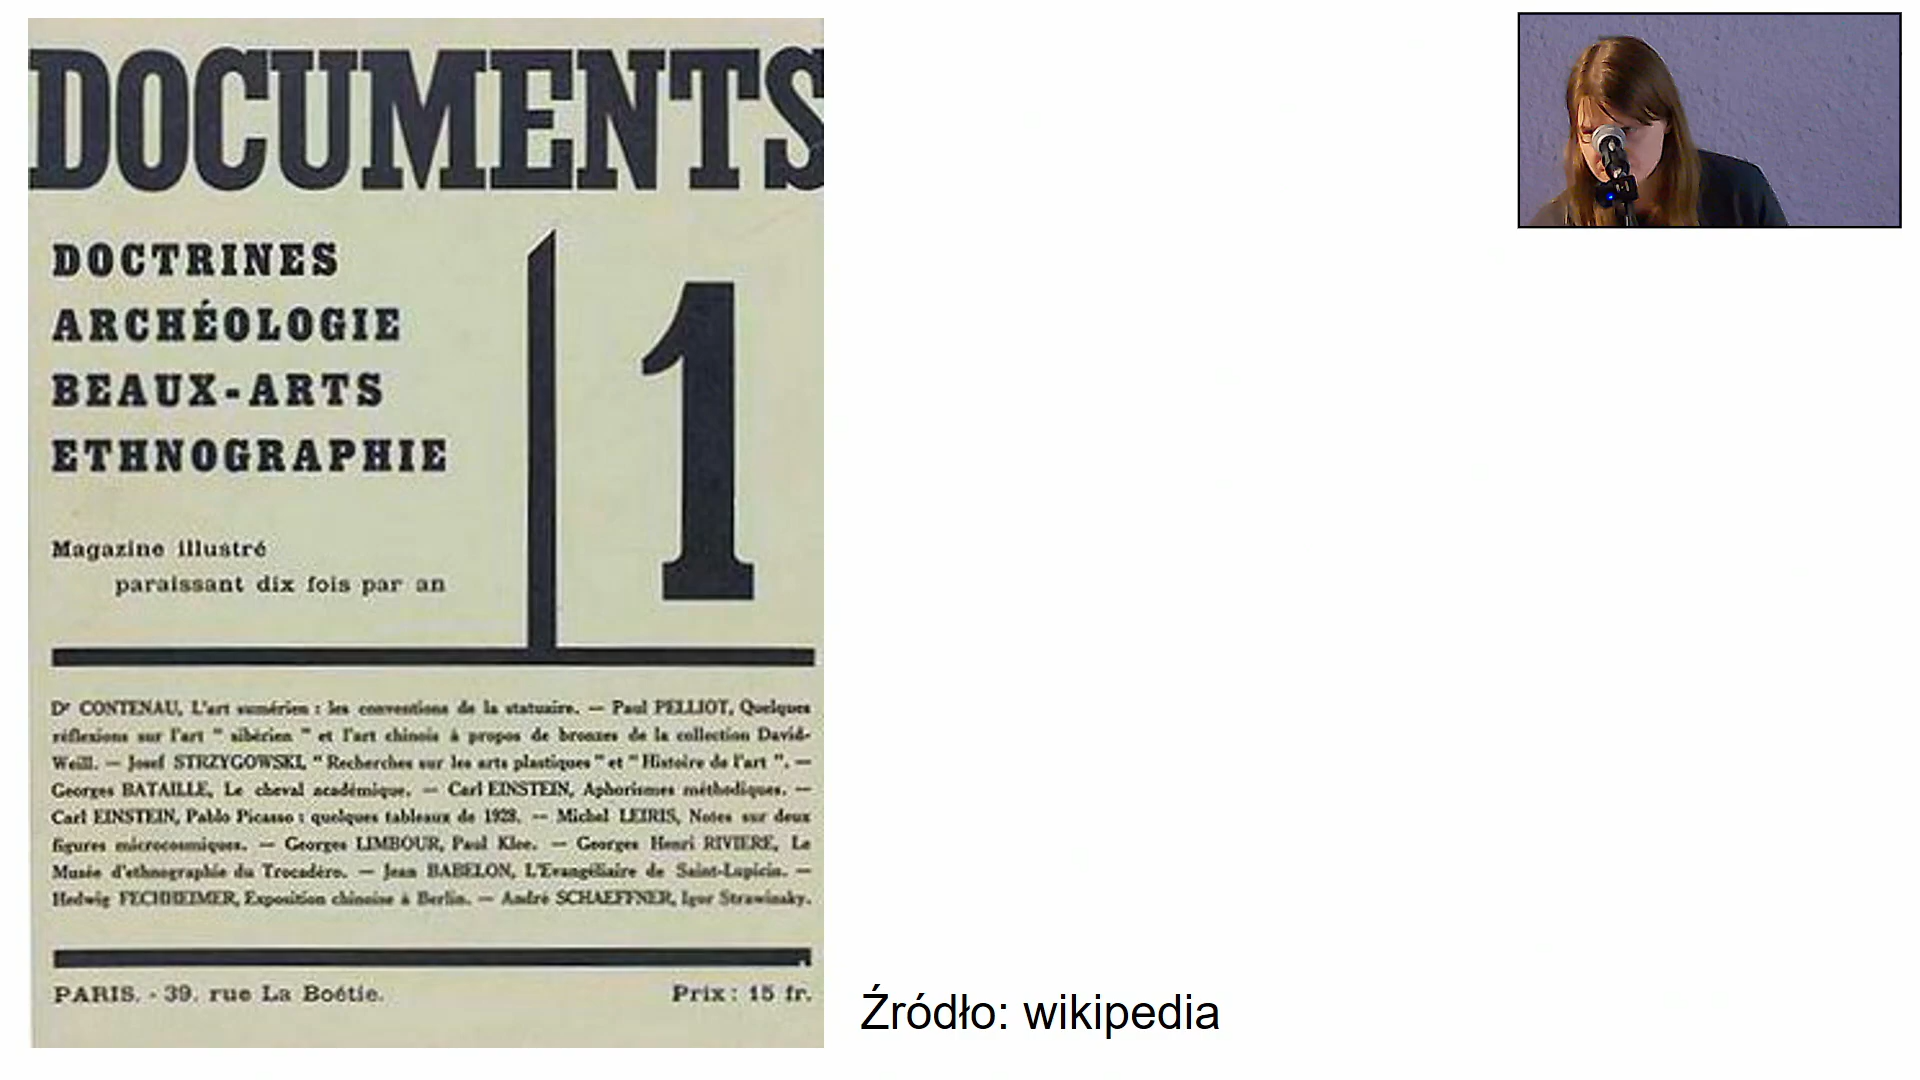 DOCUMENTS
DOCTRINES
ARCHÉOLOGIE
BEAUX-ARTS
ETHNOGRAPHIE
1
Magazine illustré
paraissant dix fois par an
Dr CONTENAU, L'art sumérien : les conventions de la statuaire. — Paul PELLIOT, Quelques
réflexions sur l'art " sibérien " et l'art chinois à propos de bronzes de la collection David-
Weill. — Josef STRZYGOWSKI, " Recherches sur les arts plastiques " et " Histoire de l'art ". —
Georges BATAILLE, Le cheval académique. — Carl EINSTEIN, Aphorismes méthodiques. —
Carl EINSTEIN, Pablo Picasso : quelques tableaux de 1928. — Michel LEIRIS, Notes sur deux
figures microcosmiques. — Georges LIMBOUR, Paul Klee. — Georges Henri RIVIERE, Le
Musée d'ethnographie du Trocadéro. — Jean BABELON, L'Evangéliaire de Saint-Lupicin. —
Hedwig FECHHEIMER, Exposition chinoise à Berlin. — André SCHAEFFNER, Igor Strawinsky.
PARIS. - 39. rue La Boétie.
Prix : 15 fr.
Źródło: wikipedia